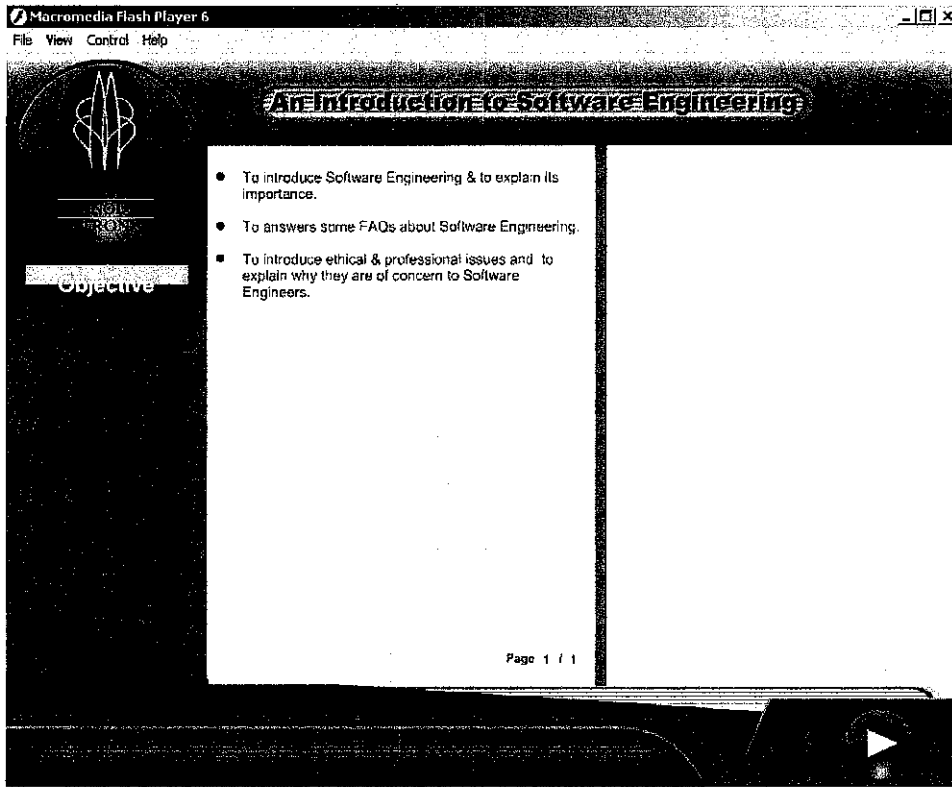 Macromedia Flash Player 6
File View Control Help
An Introduction to Software Engineering
To introduce Software Engineering & to explain its
importance.
To answers some FAQs about Software Engineering.
To introduce ethical & professional issues and to
explain why they are of concern to Software
Engineers.
Objective
Page 1 / 1